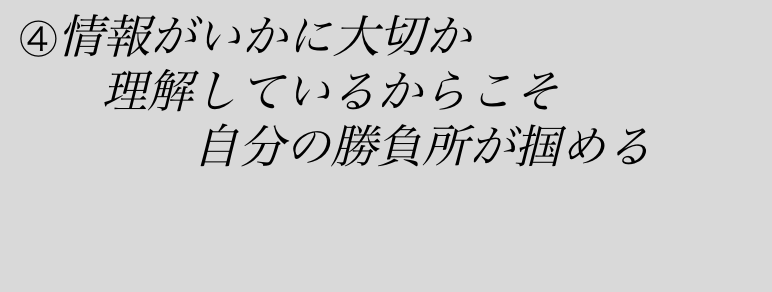 ④情報がいかに大切か
理解しているからこそ
自分の勝負所が掴める